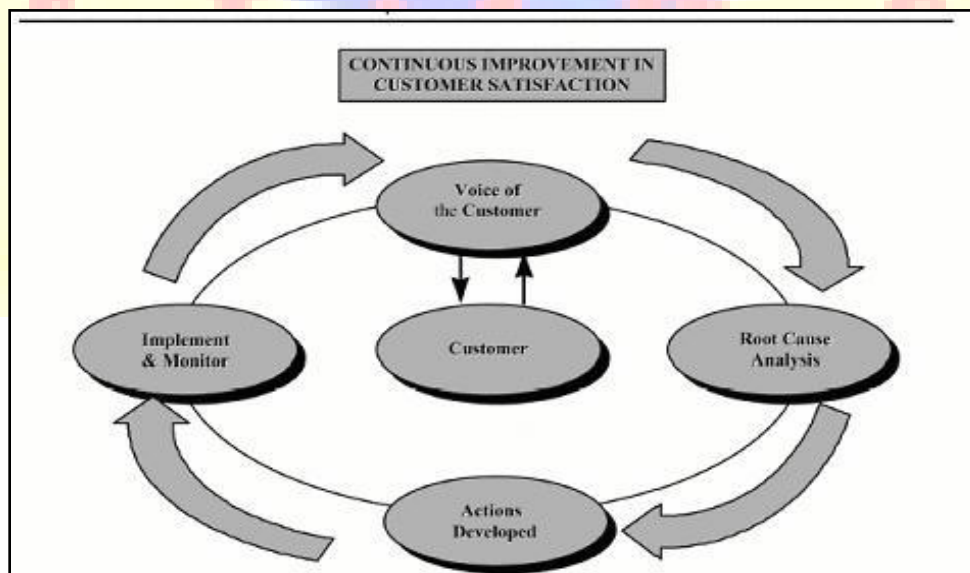 CONTINUOUS IMPROVEMENT IN
CUSTOMER SATISFACTION
Voice of
the Customer
Implement
& Monitor
Customer
Root Cause
Analysis
Actions
Developed